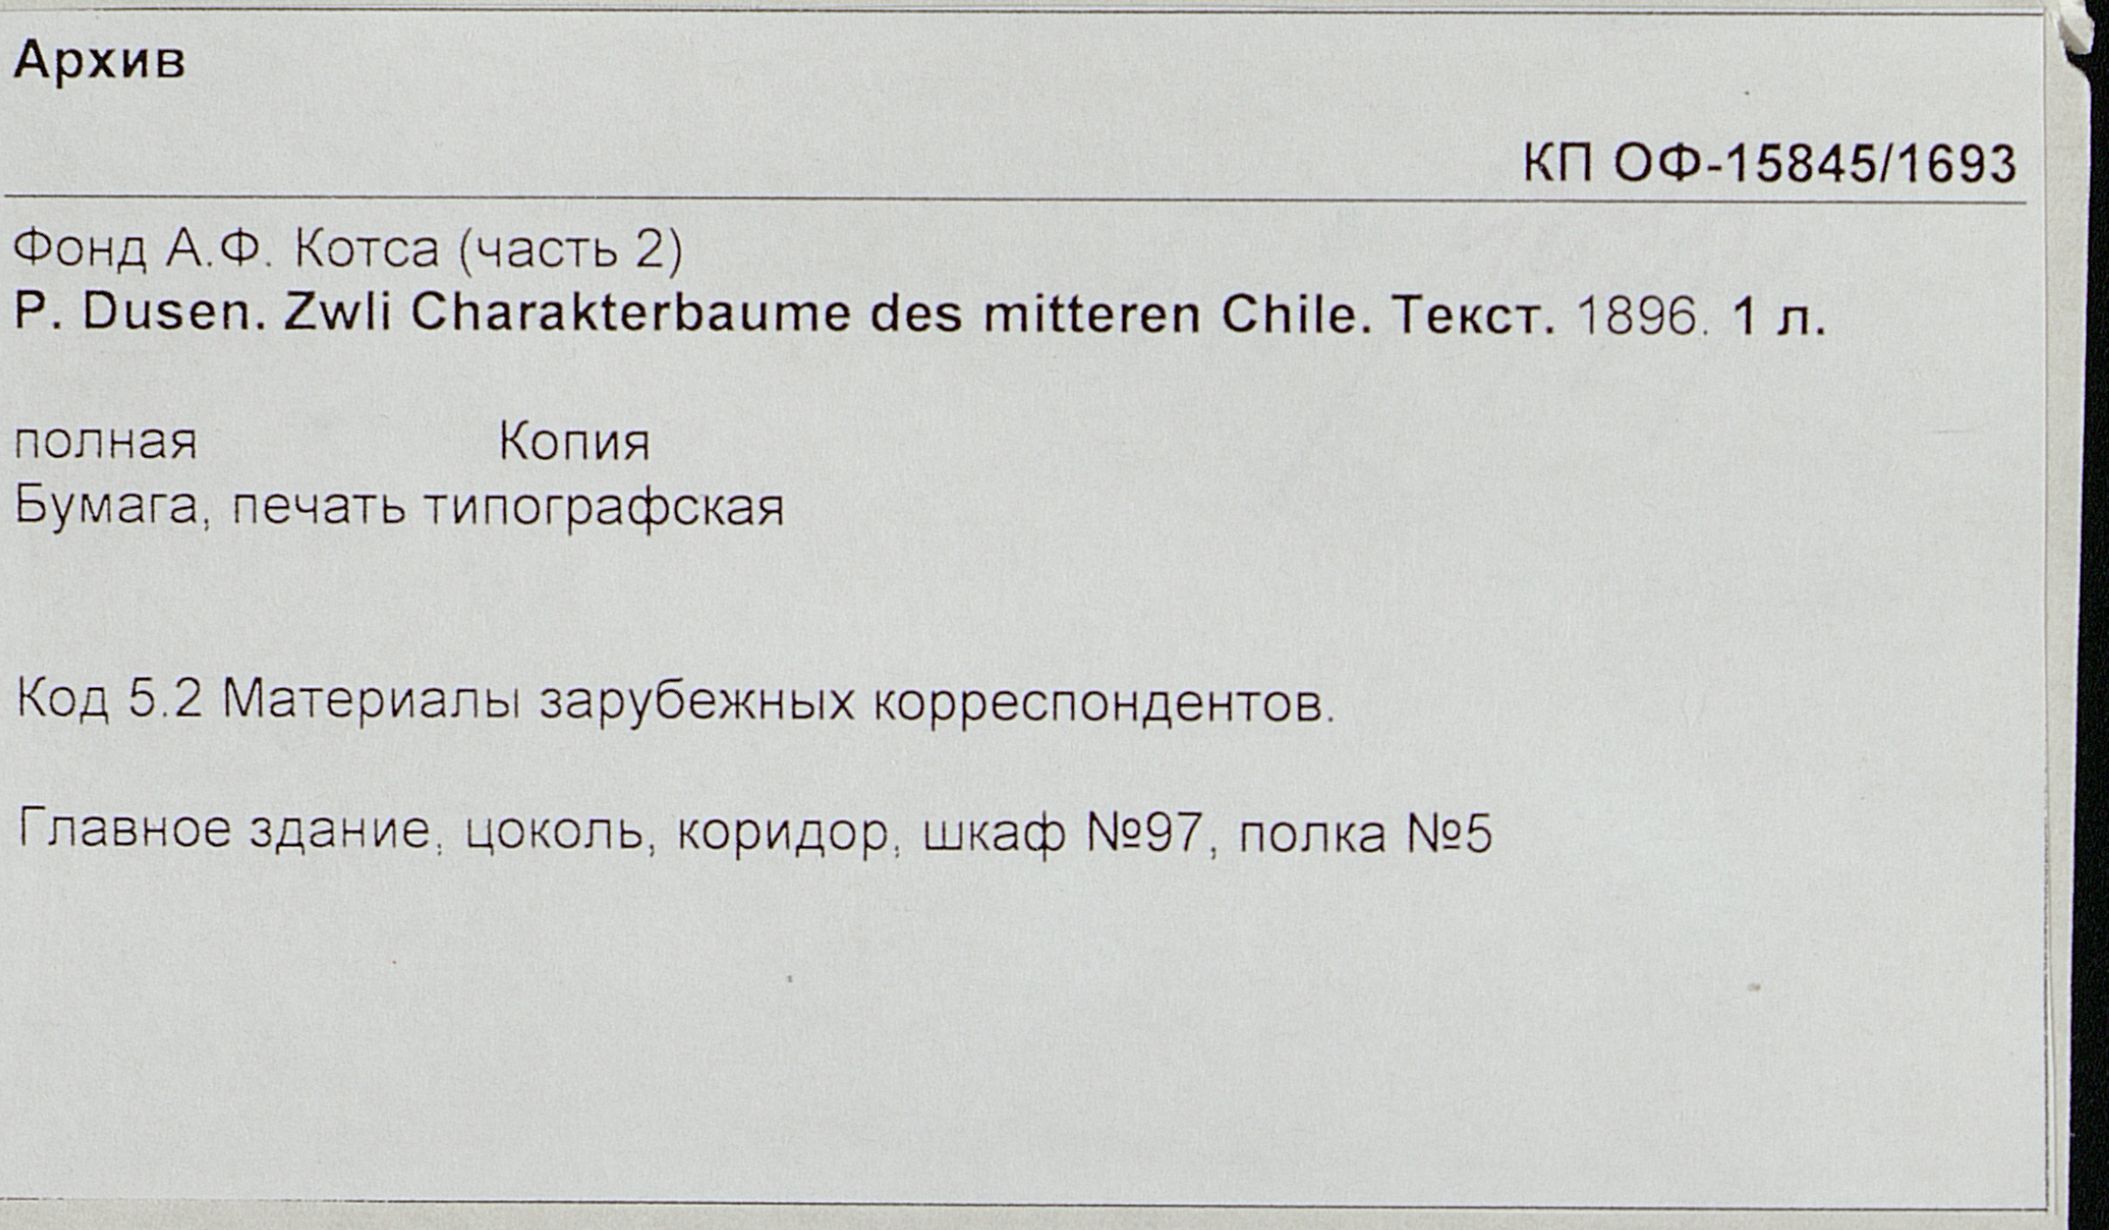 Архив
КП ОФ-15845/1693
Фонд А.Ф. Котса (часть 2)
P. Dusen. Zwli Charakterbaume des mitteren Chile. Текст. 1896. 1 л.
полная Копия
Бумага, печать типографская
Код 5.2 Материалы зарубежных корреспондентов.
Главное здание, цоколь, коридор, шкаф №97, полка №5